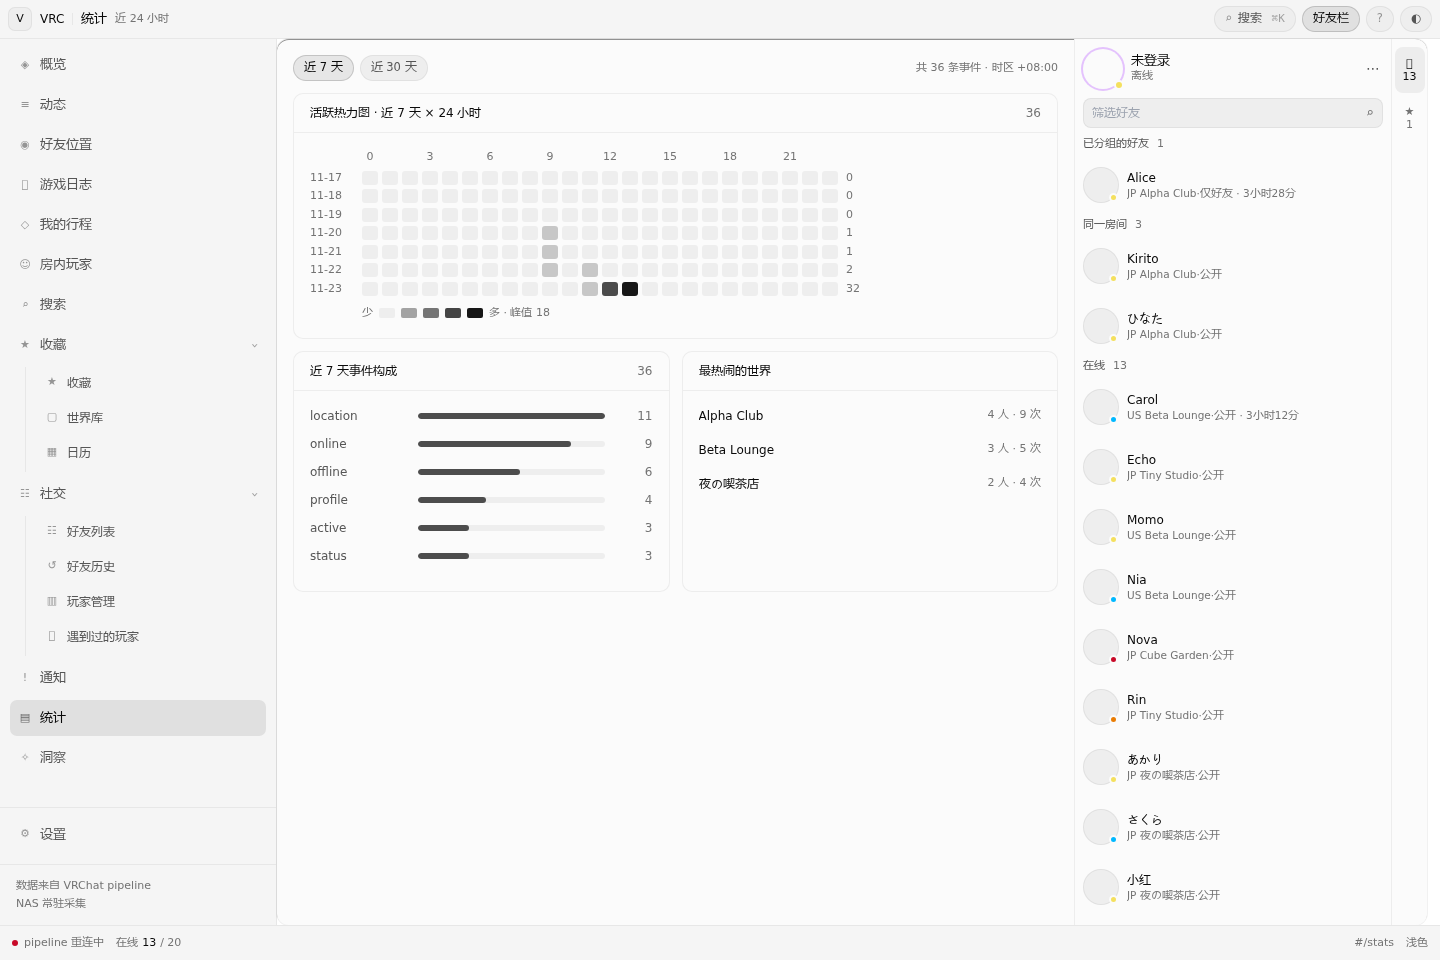 V VRC 统计 近 24 小时
搜索 ⌘K 好友栏 ?
概览
动态
好友位置
游戏日志
我的行程
房内玩家
搜索
收藏
收藏
世界库
日历
社交
好友列表
好友历史
玩家管理
遇到过的玩家
通知
统计
洞察
设置
数据来自 VRChat pipeline
NAS 常驻采集
近 7 天 近 30 天 共 36 条事件 · 时区 +08:00
活跃热力图 · 近 7 天 × 24 小时 36
0 3 6 9 12 15 18 21
11-17 0
11-18 0
11-19 0
11-20 1
11-21 1
11-22 2
11-23 32
少 多 · 峰值 18
近 7 天事件构成 36
location 11
online 9
offline 6
profile 4
active 3
status 3
最热闹的世界
Alpha Club 4 人 · 9 次
Beta Lounge 3 人 · 5 次
夜の喫茶店 2 人 · 4 次
未登录
离线
筛选好友
已分组的好友 1
Alice
JP Alpha Club·仅好友 · 3小时28分
同一房间 3
Kirito
JP Alpha Club·公开
ひなた
JP Alpha Club·公开
在线 13
Carol
US Beta Lounge·公开 · 3小时12分
Echo
JP Tiny Studio·公开
Momo
US Beta Lounge·公开
Nia
US Beta Lounge·公开
Nova
JP Cube Garden·公开
Rin
JP Tiny Studio·公开
あかり
JP 夜の喫茶店·公开
さくら
JP 夜の喫茶店·公开
小红
JP 夜の喫茶店·公开
13
★
1
pipeline 重连中 在线 13 / 20
#/stats 浅色